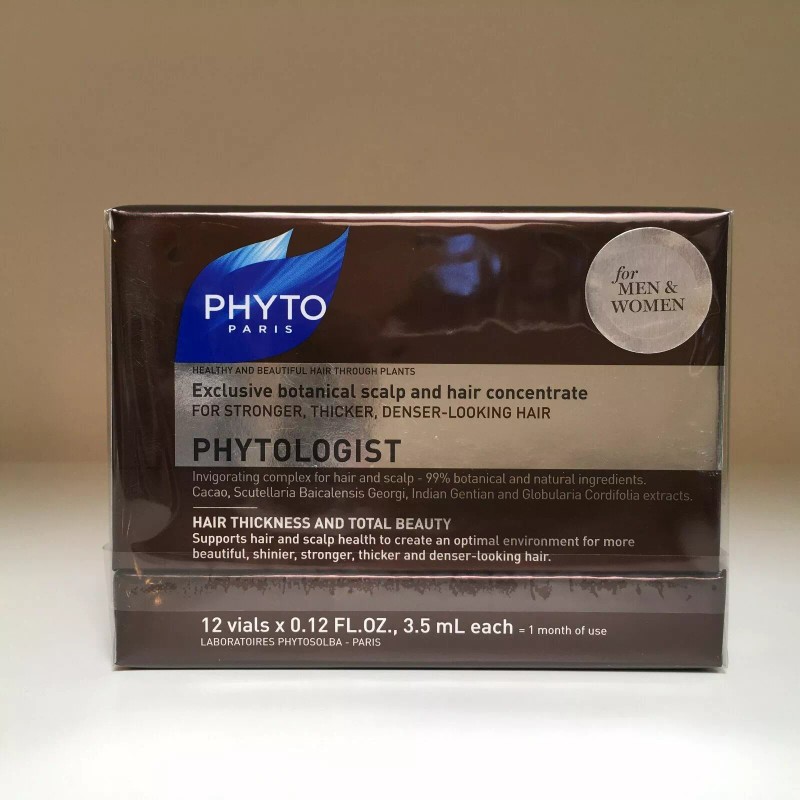 PHYTO
PARIS
for
MEN &
WOMEN
HEALTHY AND BEAUTIFUL HAIR THROUGH PLANTS
Exclusive botanical scalp and hair concentrate
FOR STRONGER, THICKER, DENSER-LOOKING HAIR
PHYTOLOGIST
Invigorating complex for hair and scalp - 99% botanical and natural ingredients.
Cacao, Scutellaria Baicalensis Georgi, Indian Gentian and Globularia Cordifolia extracts.
HAIR THICKNESS AND TOTAL BEAUTY
Supports hair and scalp health to create an optimal environment for more
beautiful, shinier, stronger, thicker and denser-looking hair.
12 vials x 0.12 FL.OZ., 3.5 mL each = 1 month of use
LABORATOIRES PHYTOSOLBA - PARIS